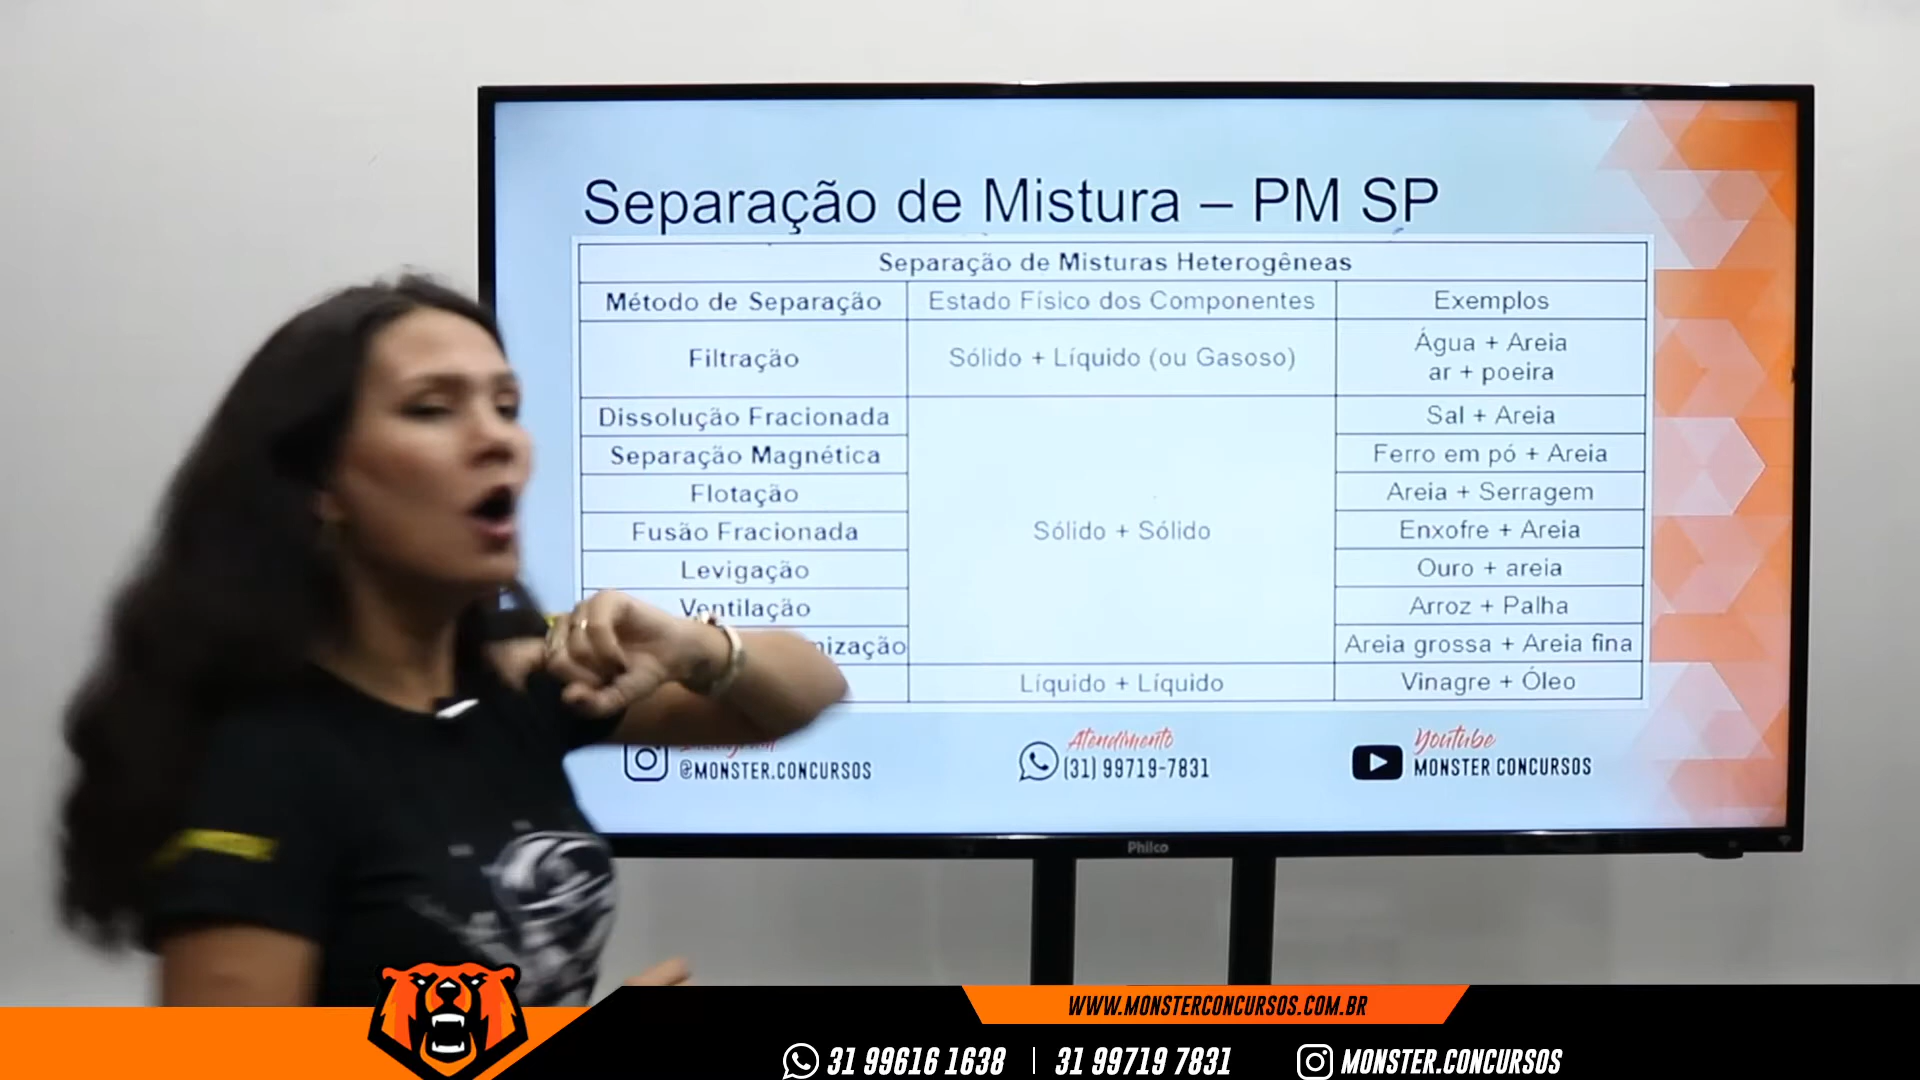 Separação de Mistura – PM SP
Separação de Misturas Heterogêneas
Método de Separação Estado Físico dos Componentes Exemplos
Filtração Sólido + Líquido (ou Gasoso) Água + Areia
ar + poeira
Dissolução Fracionada Sal + Areia
Separação Magnética Ferro em pó + Areia
Flotação Areia + Serragem
Fusão Fracionada Sólido + Sólido Enxofre + Areia
Levigação Ouro + areia
Ventilação Arroz + Palha
nização Areia grossa + Areia fina
Líquido + Líquido Vinagre + Óleo
@MONSTER.CONCURSOS
Atendimento
(31) 99719-7831
Youtube
MONSTER CONCURSOS
Philco
WWW.MONSTERCONCURSOS.COM.BR
31 99616 1638 | 31 99719 7831 MONSTER.CONCURSOS